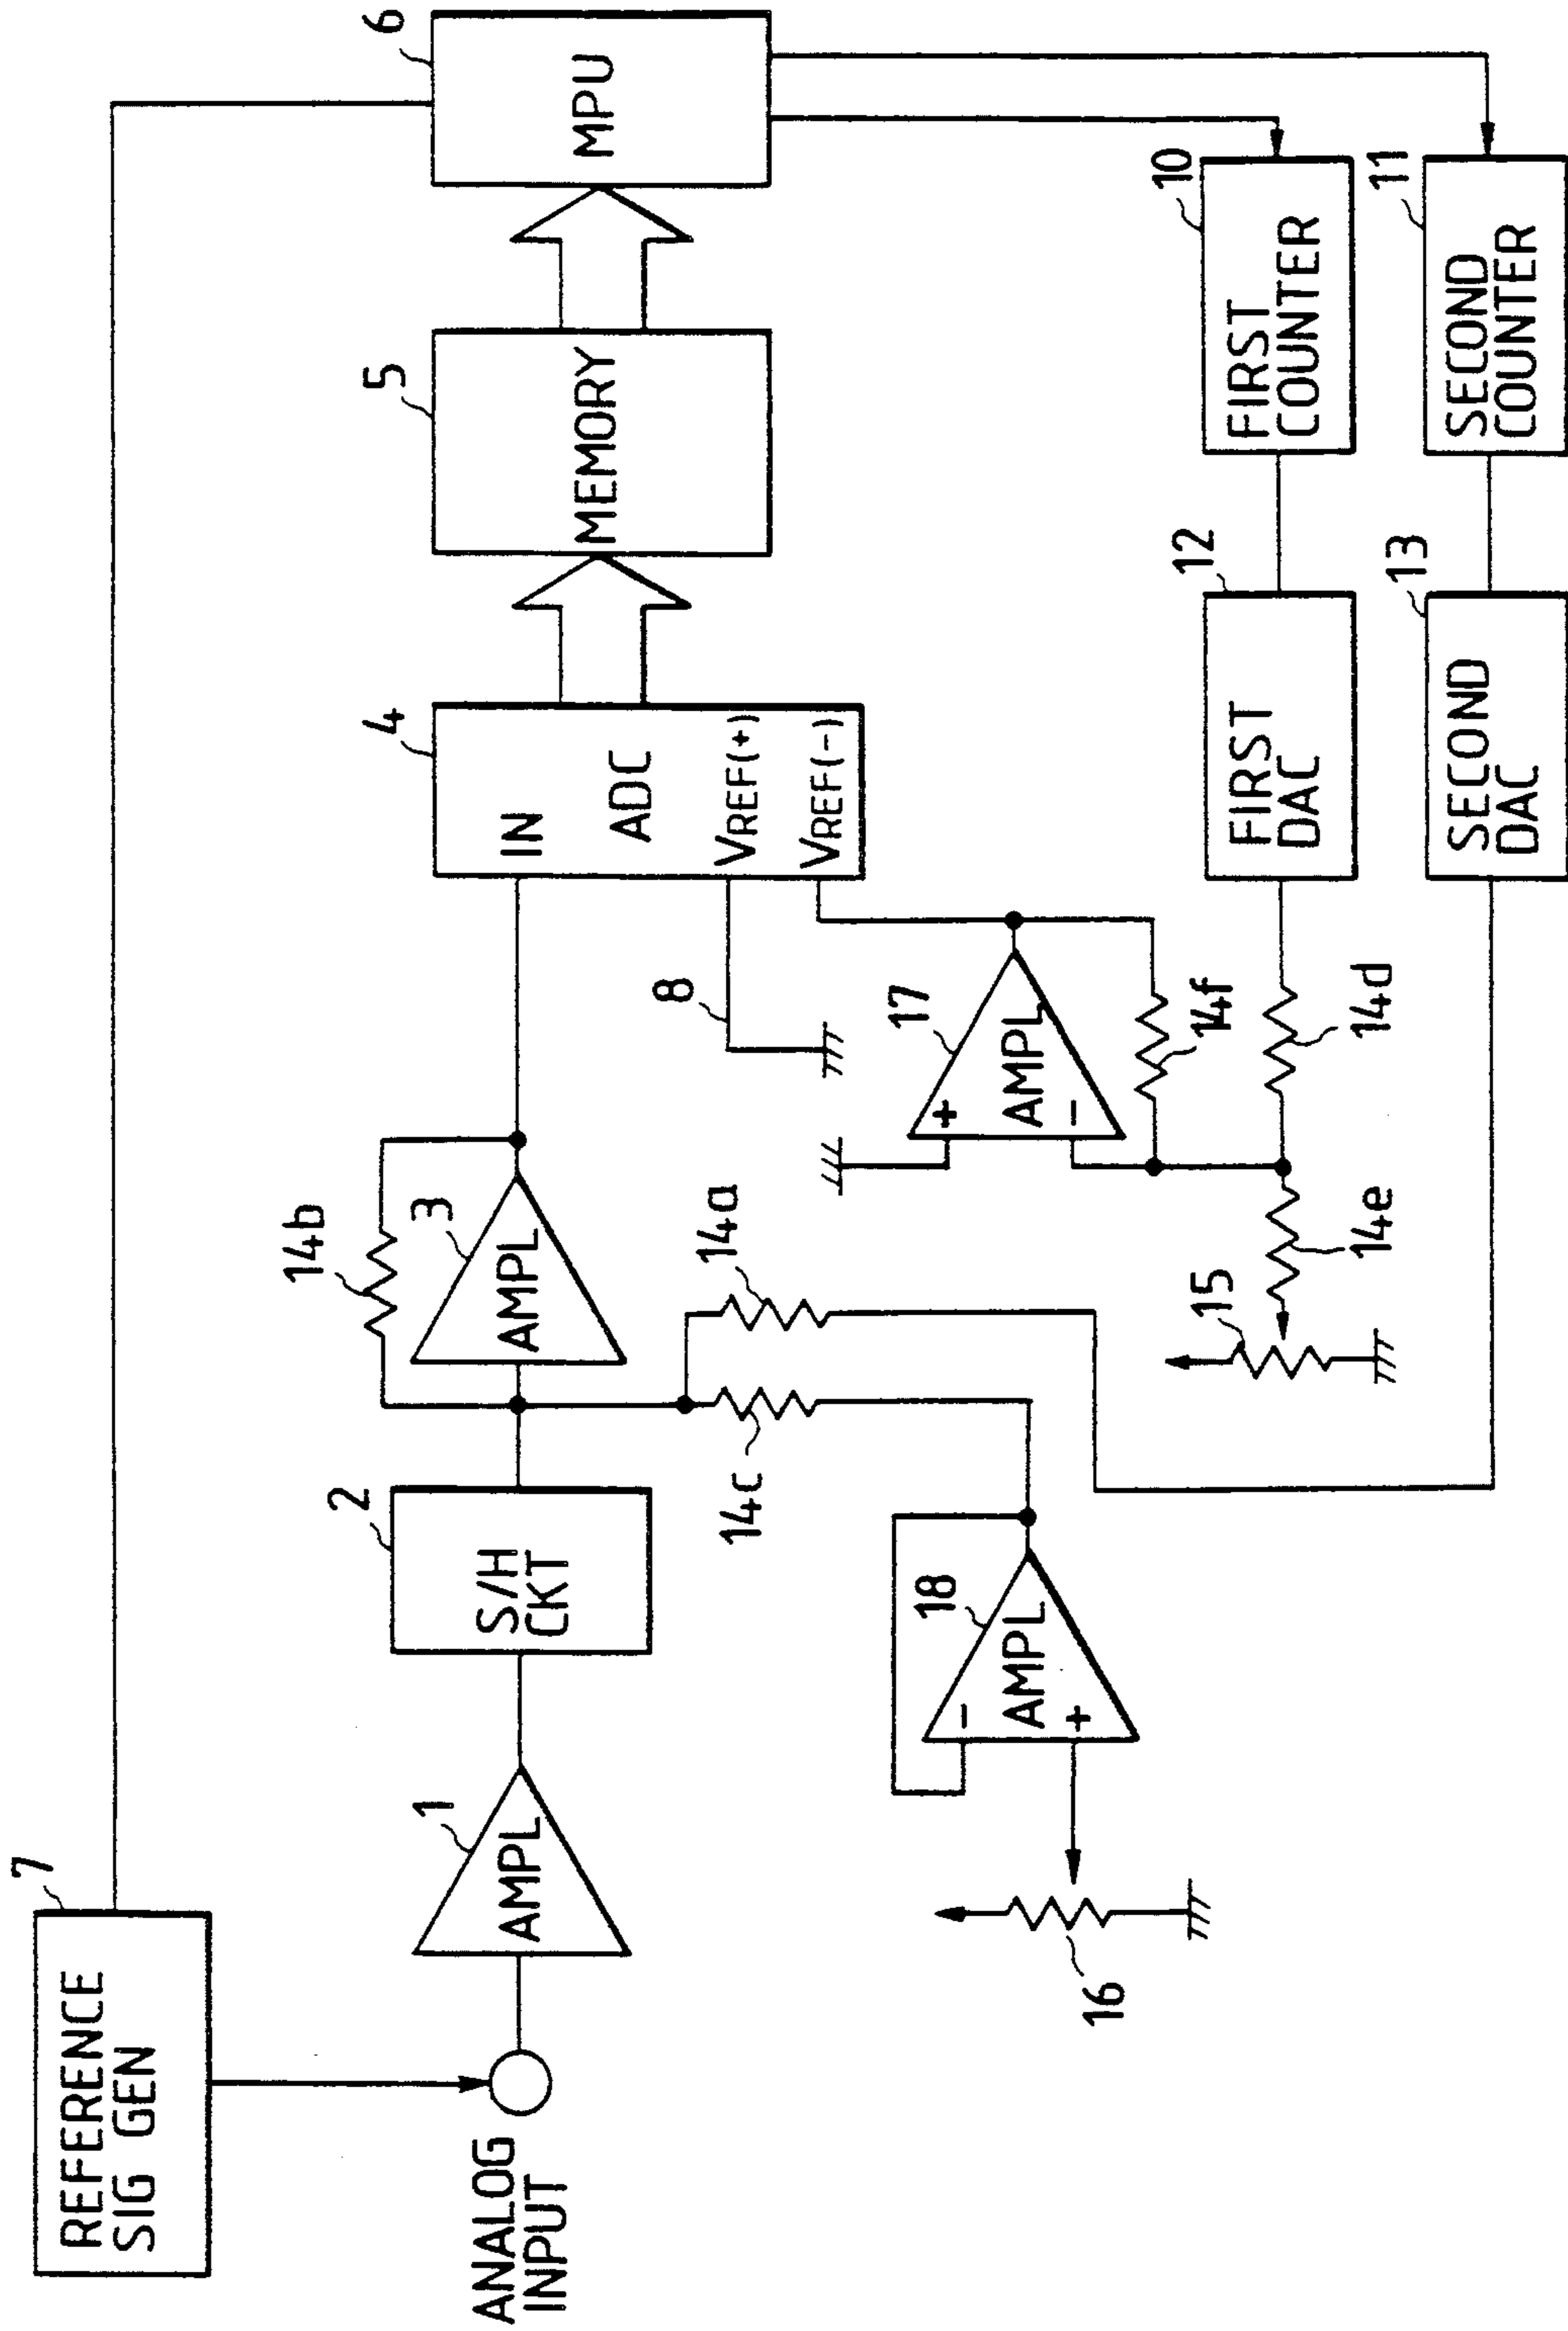 7
REFERENCE
SIG GEN
ANALOG
INPUT
1
AMPL
2
S/H
CKT
14b
3
AMPL
14c
14a
4
IN
ADC
VREF(+)
VREF(-)
5
MEMORY
6
MPU
8
17
+
AMPL
-
14f
14d
14e
15
18
-
AMPL
+
16
12
FIRST
DAC
10
FIRST
COUNTER
13
SECOND
DAC
11
SECOND
COUNTER